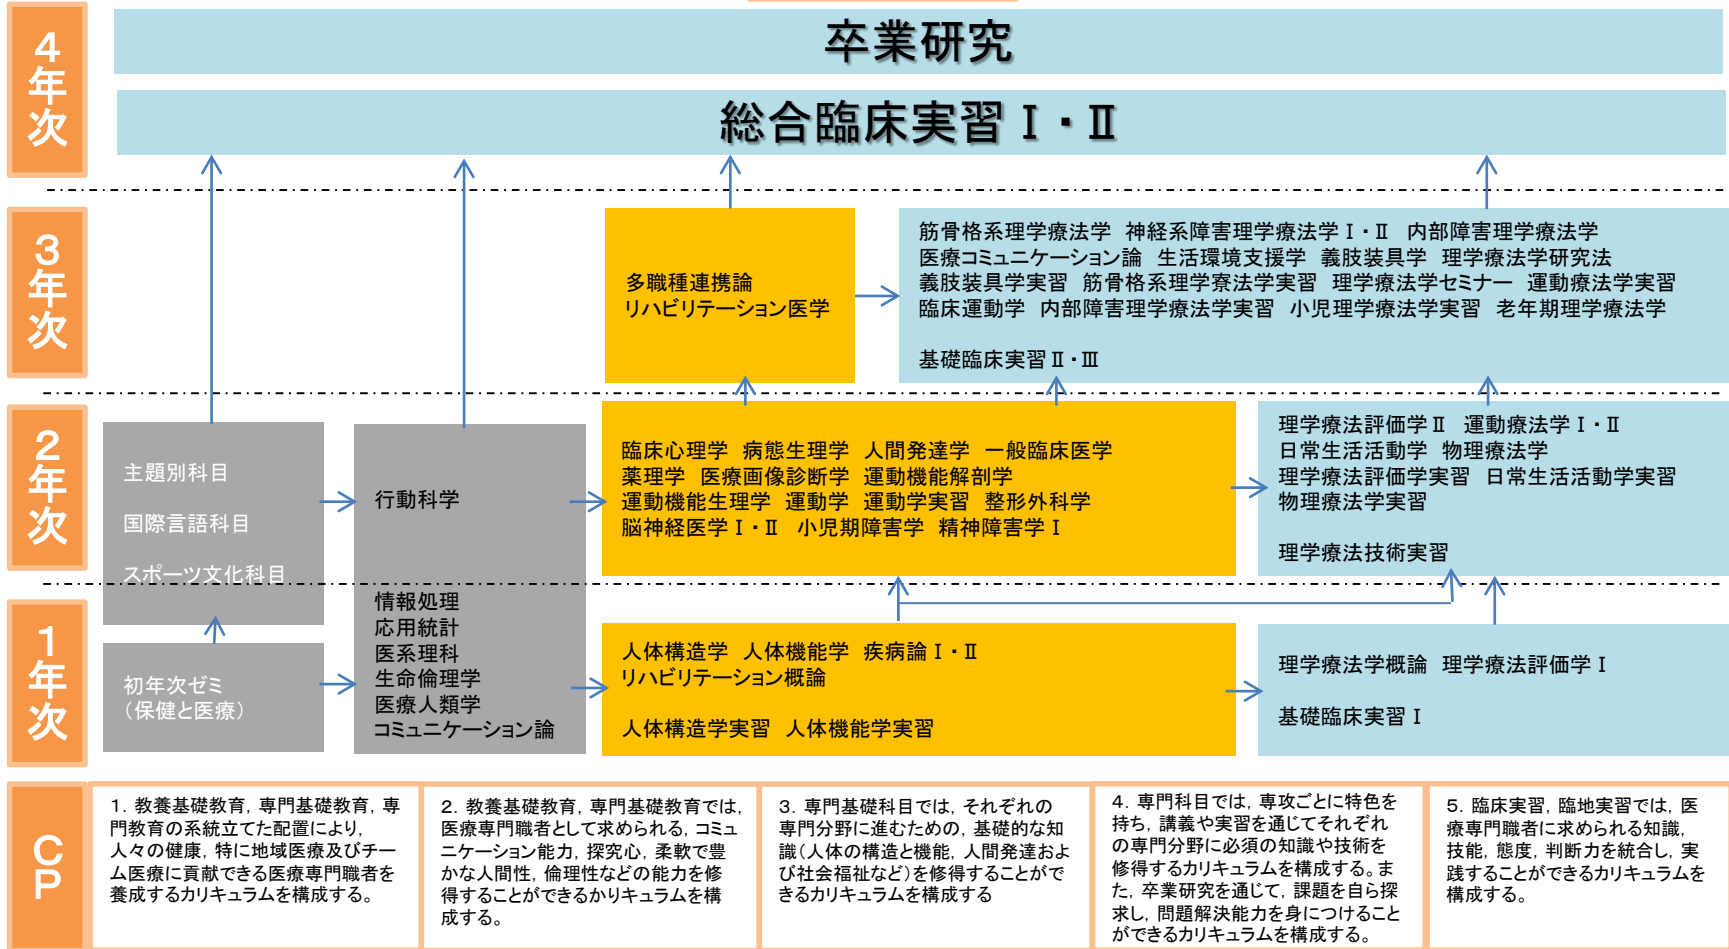 4年次
卒業研究
総合臨床実習Ⅰ・Ⅱ
3年次
多職種連携論
リハビリテーション医学
筋骨格系理学療法学 神経系障害理学療法学Ⅰ・Ⅱ 内部障害理学療法学
医療コミュニケーション論 生活環境支援学 義肢装具学 理学療法学研究法
義肢装具学実習 筋骨格系理学寮法学実習 理学療法学セミナー 運動療法学実習
臨床運動学 内部障害理学療法学実習 小児理学療法学実習 老年期理学療法学
基礎臨床実習Ⅱ・Ⅲ
2年次
主題別科目
国際言語科目
スポーツ文化科目
行動科学
臨床心理学 病態生理学 人間発達学 一般臨床医学
薬理学 医療画像診断学 運動機能解剖学
運動機能生理学 運動学 運動学実習 整形外科学
脳神経医学Ⅰ・Ⅱ 小児期障害学 精神障害学Ⅰ
理学療法評価学Ⅱ 運動療法学Ⅰ・Ⅱ
日常生活活動学 物理療法学
理学療法評価学実習 日常生活活動学実習
物理療法学実習
理学療法技術実習
1年次
初年次ゼミ
(保健と医療)
情報処理
応用統計
医系理科
生命倫理学
医療人類学
コミュニケーション論
人体構造学 人体機能学 疾病論Ⅰ・Ⅱ
リハビリテーション概論
人体構造学実習 人体機能学実習
理学療法学概論 理学療法評価学Ⅰ
基礎臨床実習Ⅰ
CP
1．教養基礎教育，専門基礎教育，専
門教育の系統立てた配置により，
人々の健康，特に地域医療及びチー
ム医療に貢献できる医療専門職者を
養成するカリキュラムを構成する。
2．教養基礎教育，専門基礎教育では，
医療専門職者として求められる，コミュ
ニケーション能力，探究心，柔軟で豊
かな人間性，倫理性などの能力を修
得することができるかりキュラムを構
成する。
3．専門基礎科目では，それぞれの
専門分野に進むための，基礎的な知
識（人体の構造と機能，人間発達およ
び社会福祉など）を修得することがで
きるカリキュラムを構成する
4．専門科目では，専攻ごとに特色を
持ち，講義や実習を通じてそれぞれ
の専門分野に必須の知識や技術を
修得するカリキュラムを構成する。ま
た，卒業研究を通じて，課題を自ら探
求し，問題解決能力を身につけること
ができるカリキュラムを構成する。
5．臨床実習，臨地実習では，医
療専門職者に求められる知識，
技能，態度，判断力を統合し，実
践することができるカリキュラムを
構成する。